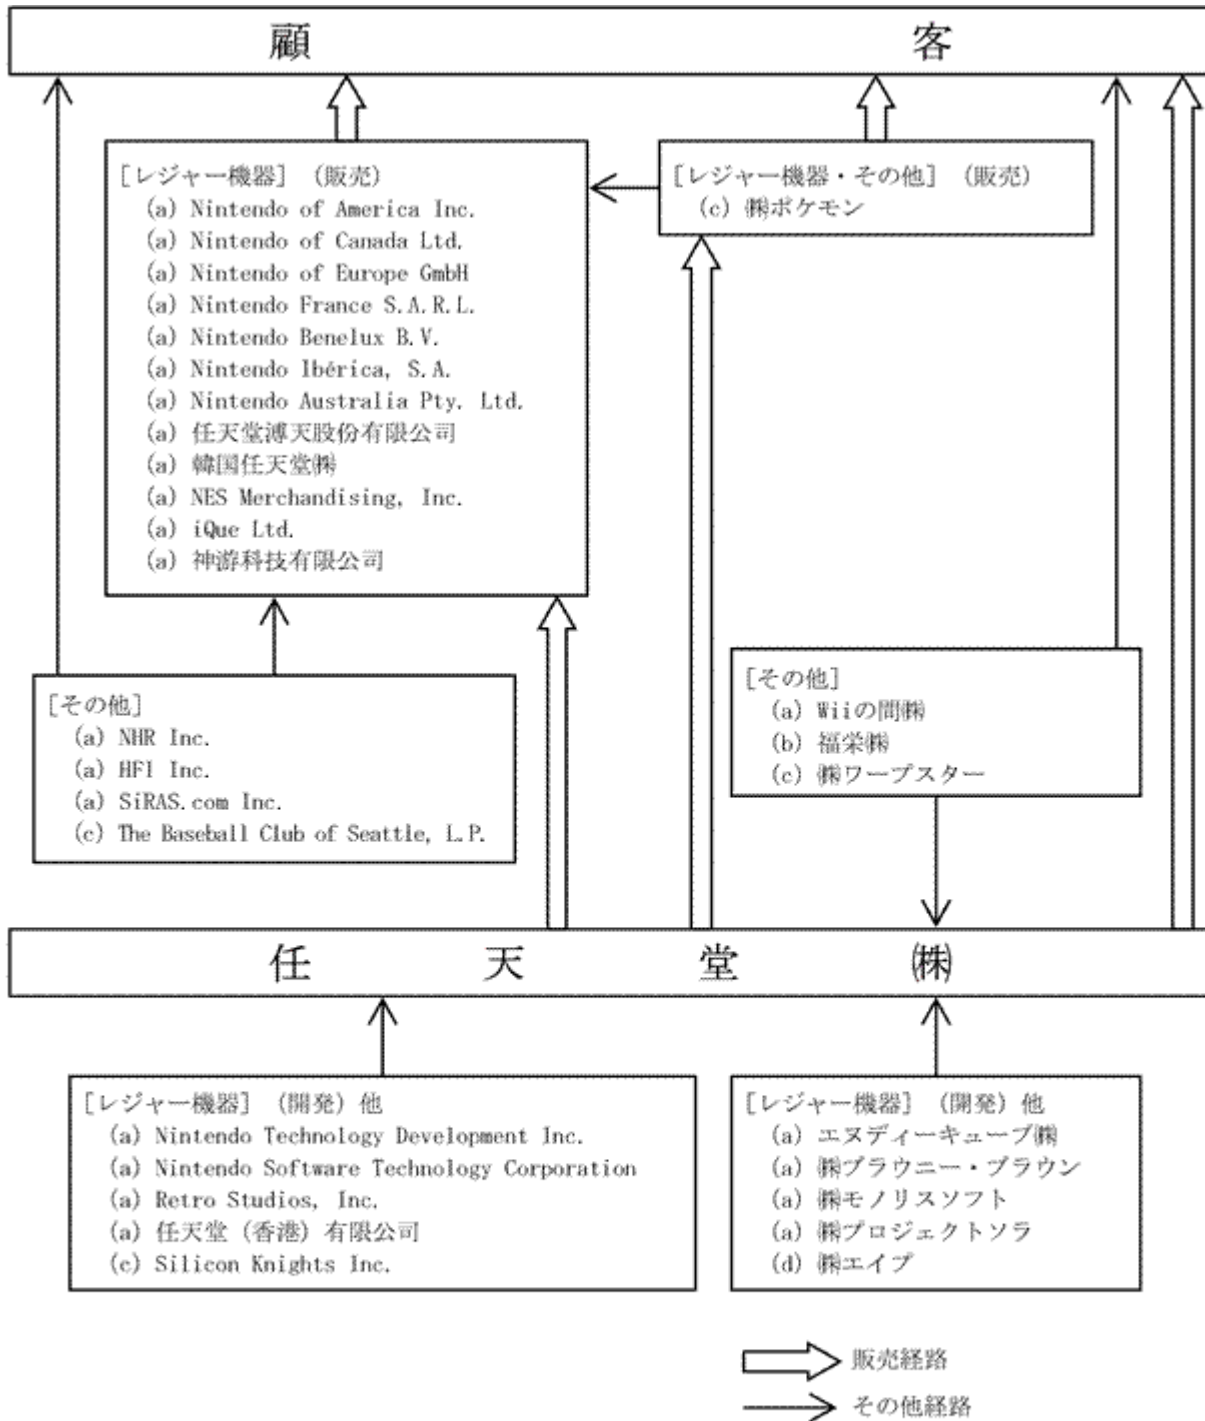 顧客
[レジャー機器] (販売)
(a) Nintendo of America Inc.
(a) Nintendo of Canada Ltd.
(a) Nintendo of Europe GmbH
(a) Nintendo France S.A.R.L.
(a) Nintendo Benelux B.V.
(a) Nintendo Ibérica, S.A.
(a) Nintendo Australia Pty. Ltd.
(a) 任天堂溥天股份有限公司
(a) 韓国任天堂㈱
(a) NES Merchandising, Inc.
(a) iQue Ltd.
(a) 神游科技有限公司
[レジャー機器・その他] (販売)
(c) ㈱ポケモン
[その他]
(a) NHR Inc.
(a) HFI Inc.
(a) SiRAS.com Inc.
(c) The Baseball Club of Seattle, L.P.
[その他]
(a) Wiiの間㈱
(b) 福栄㈱
(c) ㈱ワープスター
任天堂㈱
[レジャー機器] (開発) 他
(a) Nintendo Technology Development Inc.
(a) Nintendo Software Technology Corporation
(a) Retro Studios, Inc.
(a) 任天堂 (香港) 有限公司
(c) Silicon Knights Inc.
[レジャー機器] (開発) 他
(a) エヌディーキューブ㈱
(a) ㈱ブラウニー・ブラウン
(a) ㈱モノリスソフト
(a) ㈱プロジェクトソラ
(d) ㈱エイプ
販売経路
その他経路